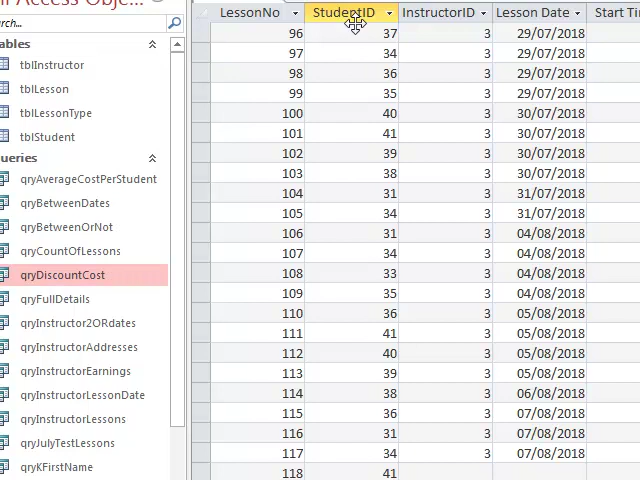 ll Access Obje...
arch...
ables
tblInstructor
tblLesson
tblLessonType
tblStudent
ueries
qryAverageCostPerStudent
qryBetweenDates
qryBetweenOrNot
qryCountOfLessons
qryDiscountCost
qryFullDetails
qryInstructor2ORdates
qryInstructorAddresses
qryInstructorEarnings
qryInstructorLessonDate
qryInstructorLessons
qryJulyTestLessons
qryKFirstName
LessonNo StudentID InstructorID Lesson Date Start Tim
96 37 3 29/07/2018
97 34 3 29/07/2018
98 36 3 29/07/2018
99 35 3 29/07/2018
100 40 3 30/07/2018
101 41 3 30/07/2018
102 39 3 30/07/2018
103 38 3 30/07/2018
104 31 3 31/07/2018
105 34 3 31/07/2018
106 31 3 04/08/2018
107 34 3 04/08/2018
108 33 3 04/08/2018
109 35 3 04/08/2018
110 36 3 05/08/2018
111 41 3 05/08/2018
112 40 3 05/08/2018
113 39 3 05/08/2018
114 38 3 06/08/2018
115 36 3 07/08/2018
116 31 3 07/08/2018
117 34 3 07/08/2018
118 41